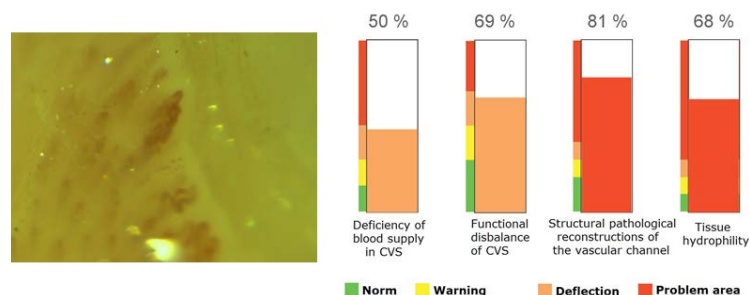 50 %
69 %
81 %
68 %
Deficiency of
blood supply
in CVS
Functional
disbalance
of CVS
Structural pathological
reconstructions of
the vascular channel
Tissue
hydrophility
Norm
Warning
Deflection
Problem area